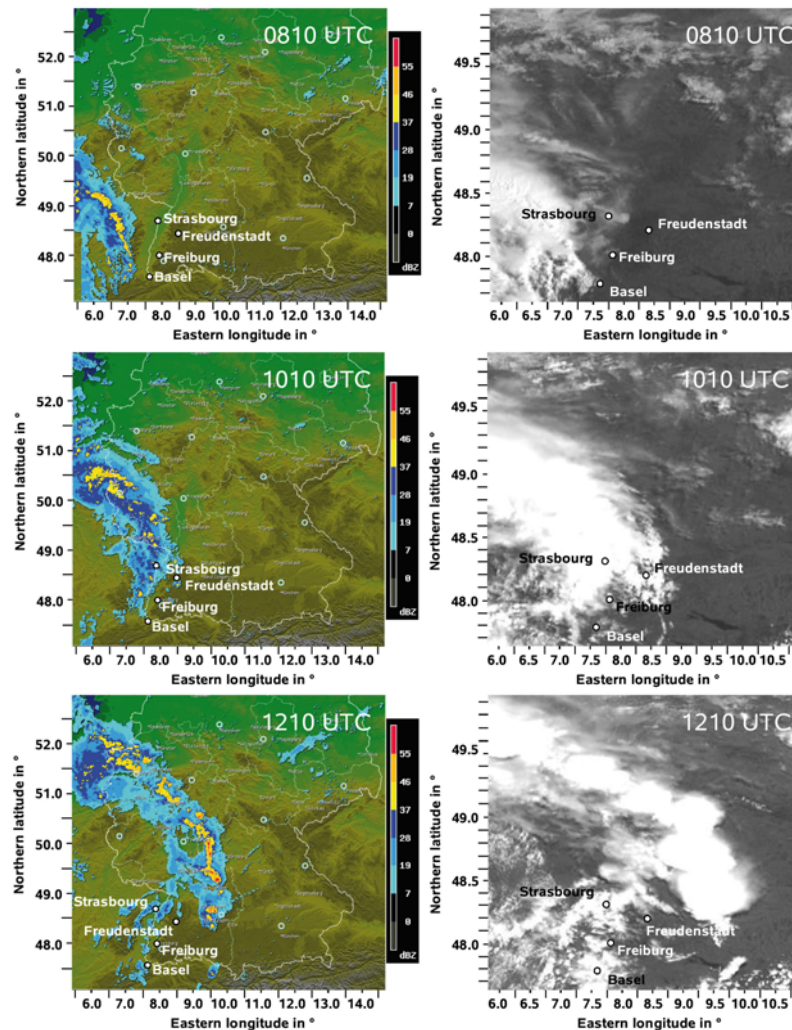 0810 UTC
Northern latitude in °
52.0
51.0
50.0
49.0
48.0
55
46
37
28
19
7
0
dBZ
Strasbourg
Freudenstadt
Freiburg
Basel
6.0 7.0 8.0 9.0 10.0 11.0 12.0 13.0 14.0
Eastern longitude in °
0810 UTC
Northern latitude in °
49.5
49.0
48.5
48.0
Strasbourg
Freudenstadt
Freiburg
Basel
6.0 6.5 7.0 7.5 8.0 8.5 9.0 9.5 10.0 10.5
Eastern longitude in °
1010 UTC
Northern latitude in °
52.0
51.0
50.0
49.0
48.0
55
46
37
28
19
7
0
dBZ
Strasbourg
Freudenstadt
Freiburg
Basel
6.0 7.0 8.0 9.0 10.0 11.0 12.0 13.0 14.0
Eastern longitude in °
1010 UTC
Northern latitude in °
49.5
49.0
48.5
48.0
Strasbourg
Freudenstadt
Freiburg
Basel
6.0 6.5 7.0 7.5 8.0 8.5 9.0 9.5 10.0 10.5
Eastern longitude in °
1210 UTC
Northern latitude in °
52.0
51.0
50.0
49.0
48.0
55
46
37
28
19
7
0
dBZ
Strasbourg
Freudenstadt
Freiburg
Basel
6.0 7.0 8.0 9.0 10.0 11.0 12.0 13.0 14.0
Eastern longitude in °
1210 UTC
Northern latitude in °
49.5
49.0
48.5
48.0
Strasbourg
Freudenstadt
Freiburg
Basel
6.0 6.5 7.0 7.5 8.0 8.5 9.0 9.5 10.0 10.5
Eastern longitude in °